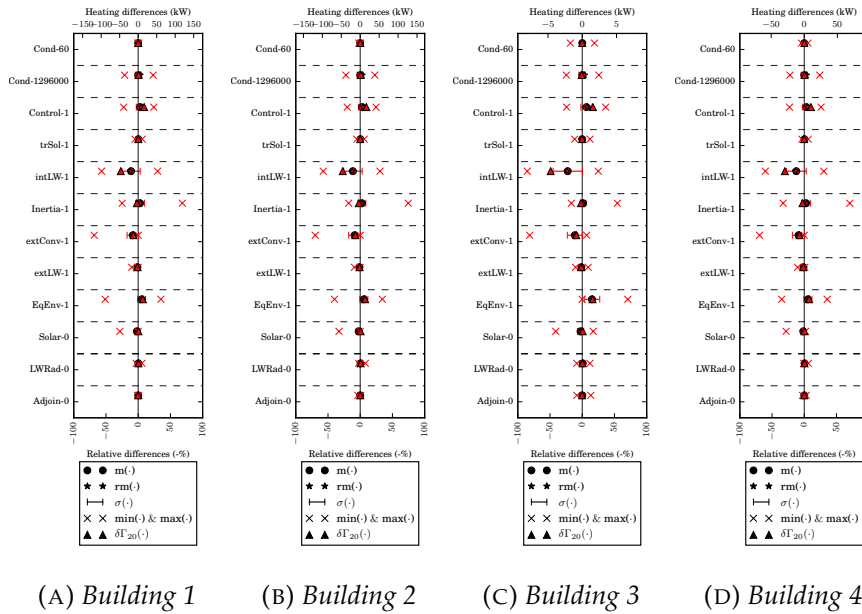 Heating differences (kW)
−150 −100 −50 0 50 100 150
Cond-60
Cond-1296000
Control-1
trSol-1
intLW-1
Inertia-1
extConv-1
extLW-1
EqEnv-1
Solar-0
LWRad-0
Adjoin-0
−100 −50 0 50 100
Relative differences (-%)
m(·)
rm(·)
σ(·)
min(·) & max(·)
δΓ20(·)
(A) Building 1
Heating differences (kW)
−150 −100 −50 0 50 100 150
Cond-60
Cond-1296000
Control-1
trSol-1
intLW-1
Inertia-1
extConv-1
extLW-1
EqEnv-1
Solar-0
LWRad-0
Adjoin-0
−100 −50 0 50 100
Relative differences (-%)
m(·)
rm(·)
σ(·)
min(·) & max(·)
δΓ20(·)
(B) Building 2
Heating differences (kW)
−5 0 5
Cond-60
Cond-1296000
Control-1
trSol-1
intLW-1
Inertia-1
extConv-1
extLW-1
EqEnv-1
Solar-0
LWRad-0
Adjoin-0
−100 −50 0 50 100
Relative differences (-%)
m(·)
rm(·)
σ(·)
min(·) & max(·)
δΓ20(·)
(C) Building 3
Heating differences (kW)
−50 0 50
Cond-60
Cond-1296000
Control-1
trSol-1
intLW-1
Inertia-1
extConv-1
extLW-1
EqEnv-1
Solar-0
LWRad-0
Adjoin-0
−100 −50 0 50
Relative differences (-%)
m(·)
rm(·)
σ(·)
min(·) & max(·)
δΓ20(·)
(D) Building 4